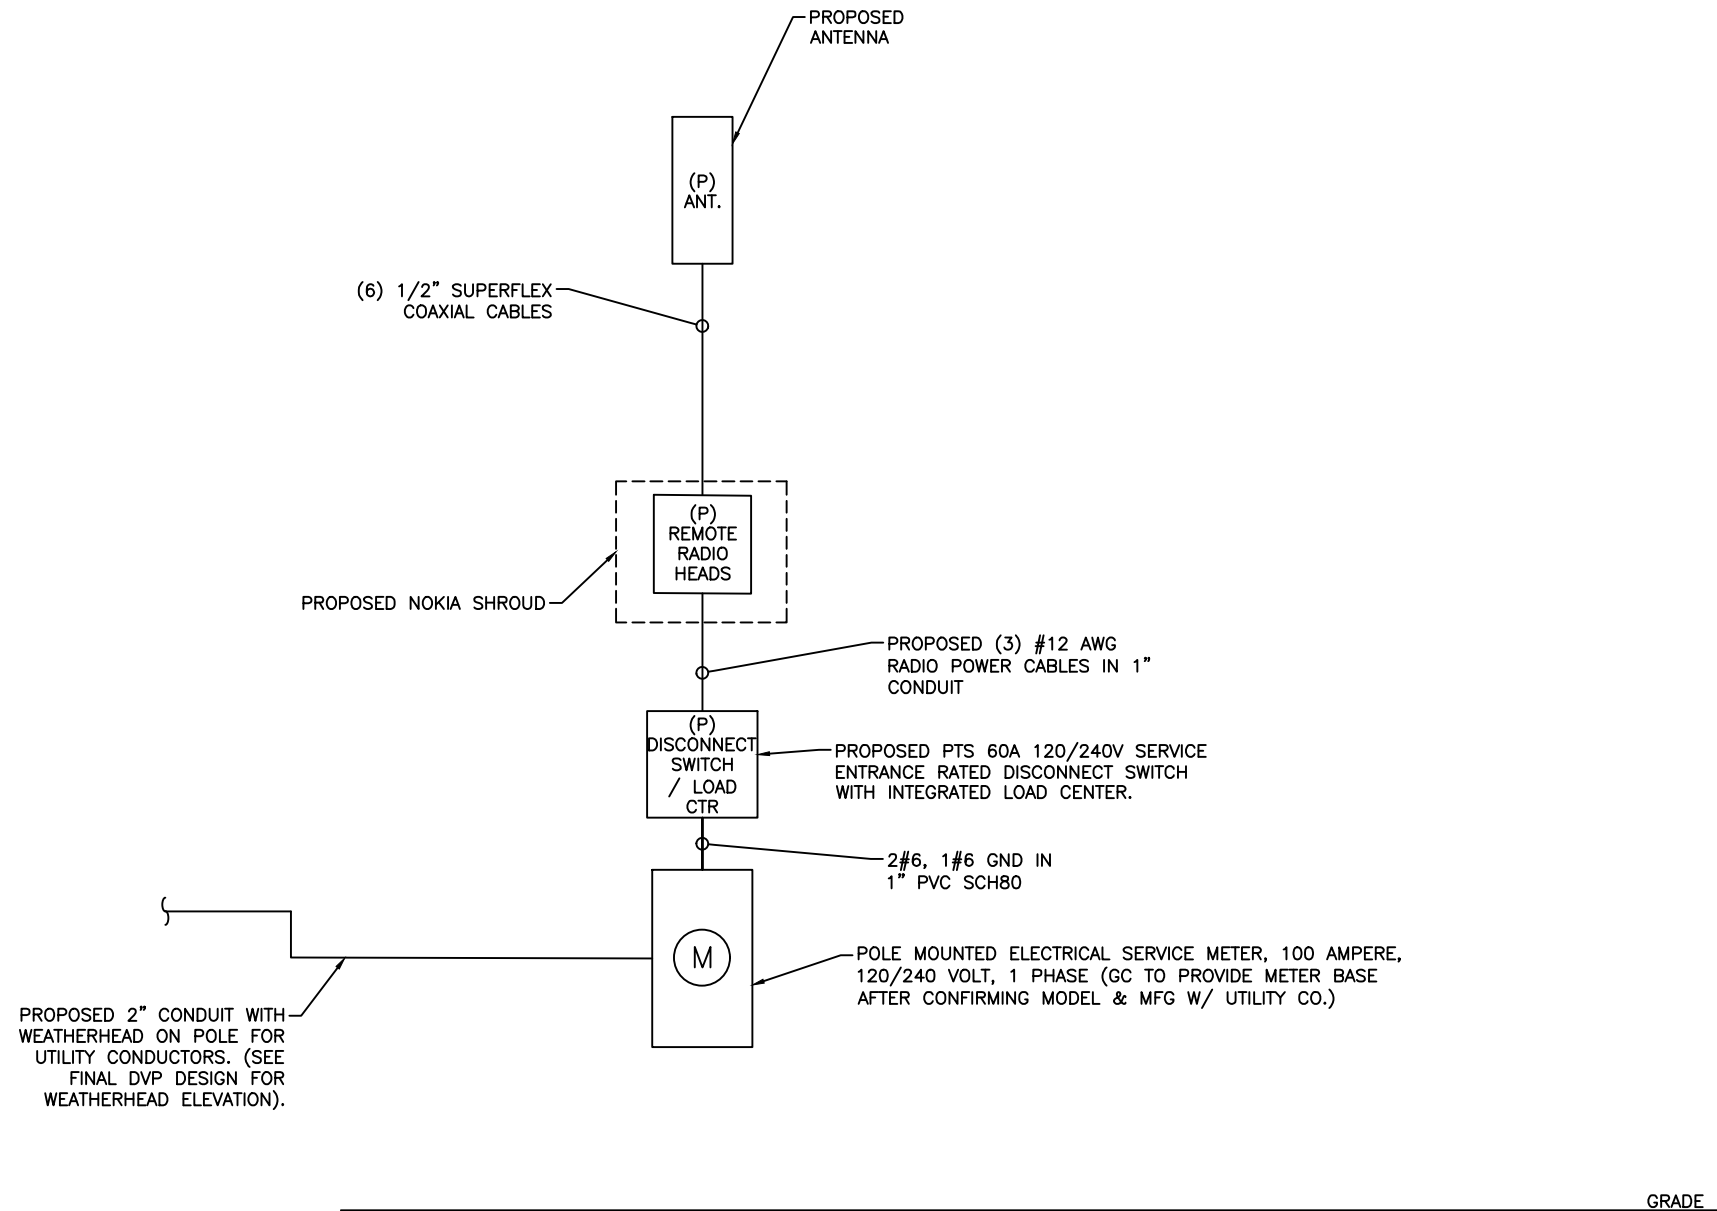 PROPOSED
ANTENNA
(P)
ANT.
(6) 1/2" SUPERFLEX
COAXIAL CABLES
(P)
REMOTE
RADIO
HEADS
PROPOSED NOKIA SHROUD
PROPOSED (3) #12 AWG
RADIO POWER CABLES IN 1"
CONDUIT
(P)
DISCONNECT
SWITCH
/ LOAD
CTR
PROPOSED PTS 60A 120/240V SERVICE
ENTRANCE RATED DISCONNECT SWITCH
WITH INTEGRATED LOAD CENTER.
2#6, 1#6 GND IN
1" PVC SCH80
M
POLE MOUNTED ELECTRICAL SERVICE METER, 100 AMPERE,
120/240 VOLT, 1 PHASE (GC TO PROVIDE METER BASE
AFTER CONFIRMING MODEL & MFG W/ UTILITY CO.)
PROPOSED 2" CONDUIT WITH
WEATHERHEAD ON POLE FOR
UTILITY CONDUCTORS. (SEE
FINAL DVP DESIGN FOR
WEATHERHEAD ELEVATION).
GRADE